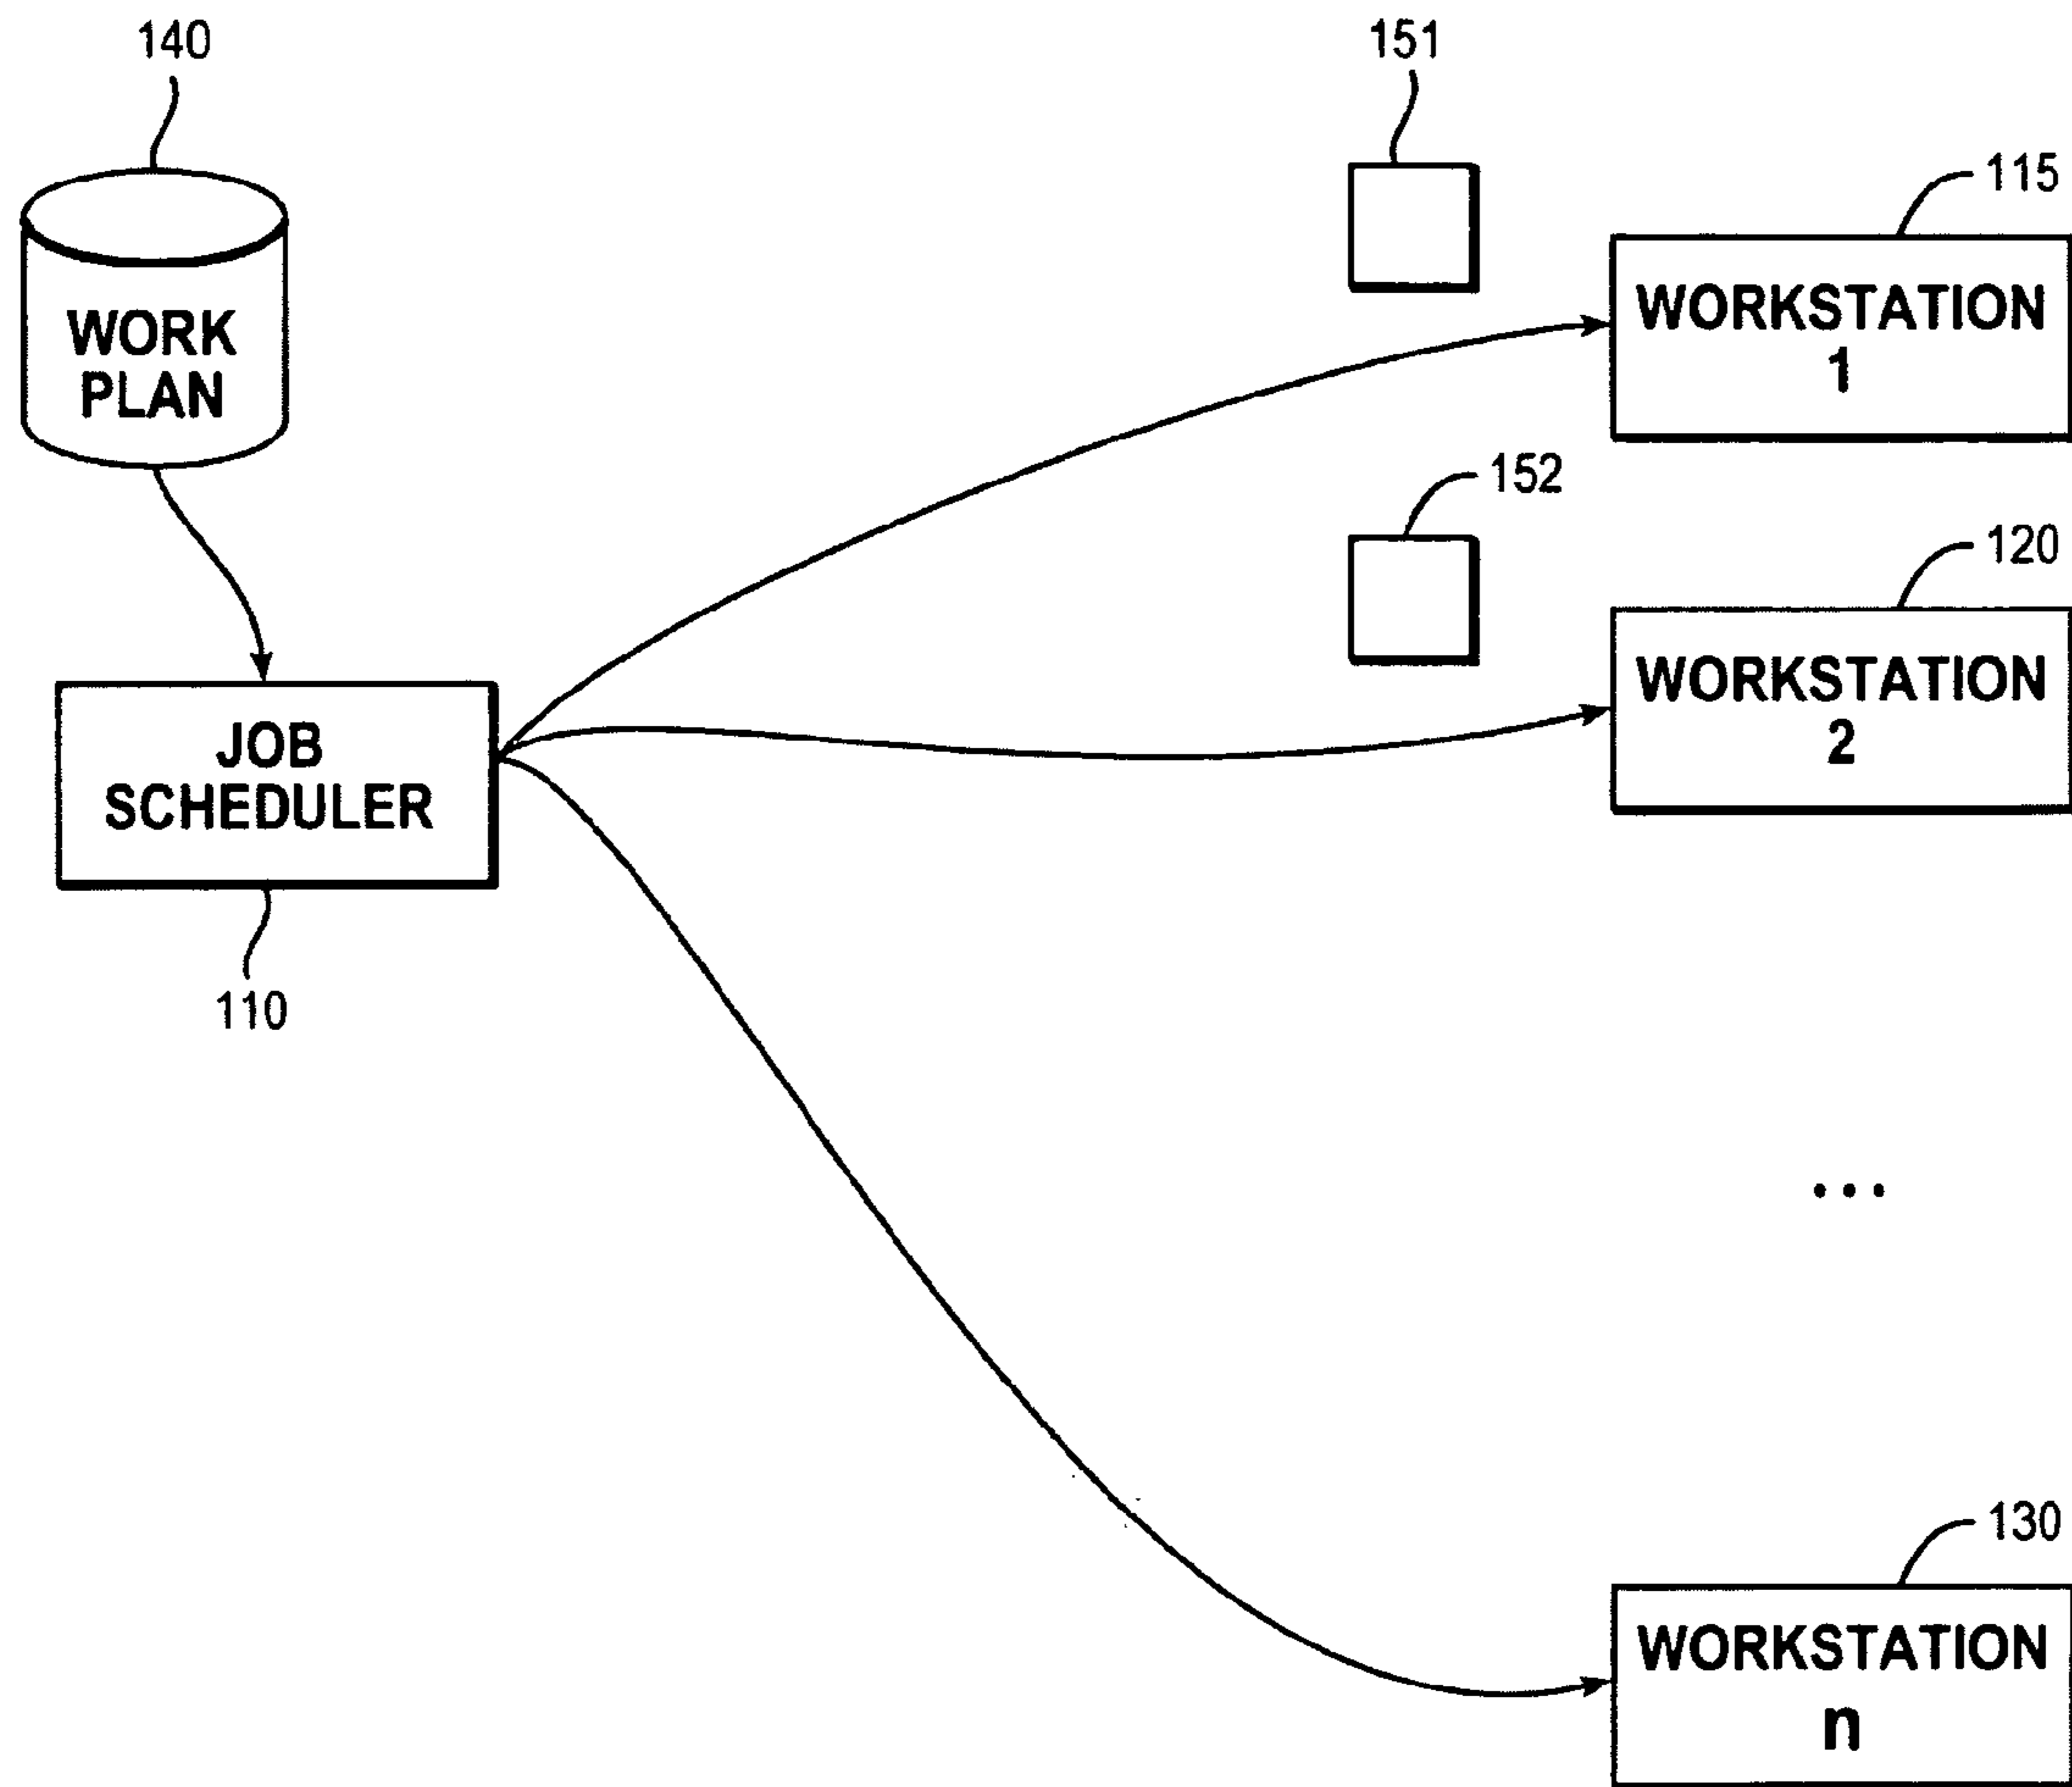 140
151
WORK
PLAN
115
WORKSTATION
1
152
120
WORKSTATION
2
JOB
SCHEDULER
110
...
130
WORKSTATION
n